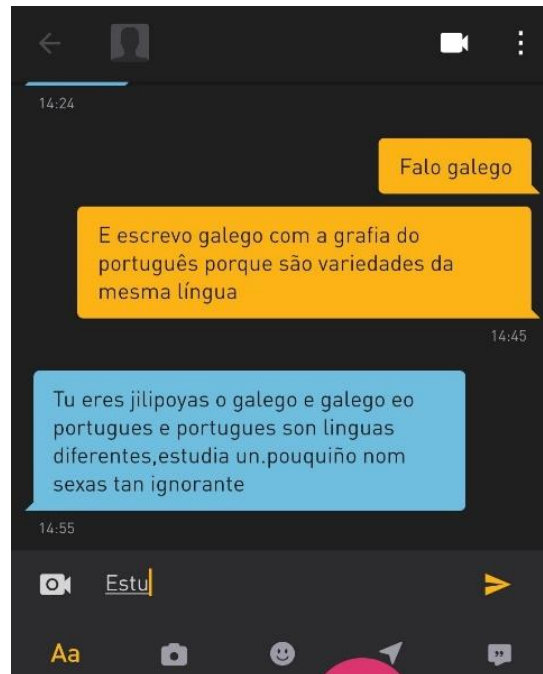 14:24
Falo galego
E escrevo galego com a grafia do
português porque são variedades da
mesma língua
14:45
Tu eres jilipoyas o galego e galego eo
portugues e portugues son linguas
diferentes,estudia un.pouquiño nom
sexas tan ignorante
14:55
Estu
Aa